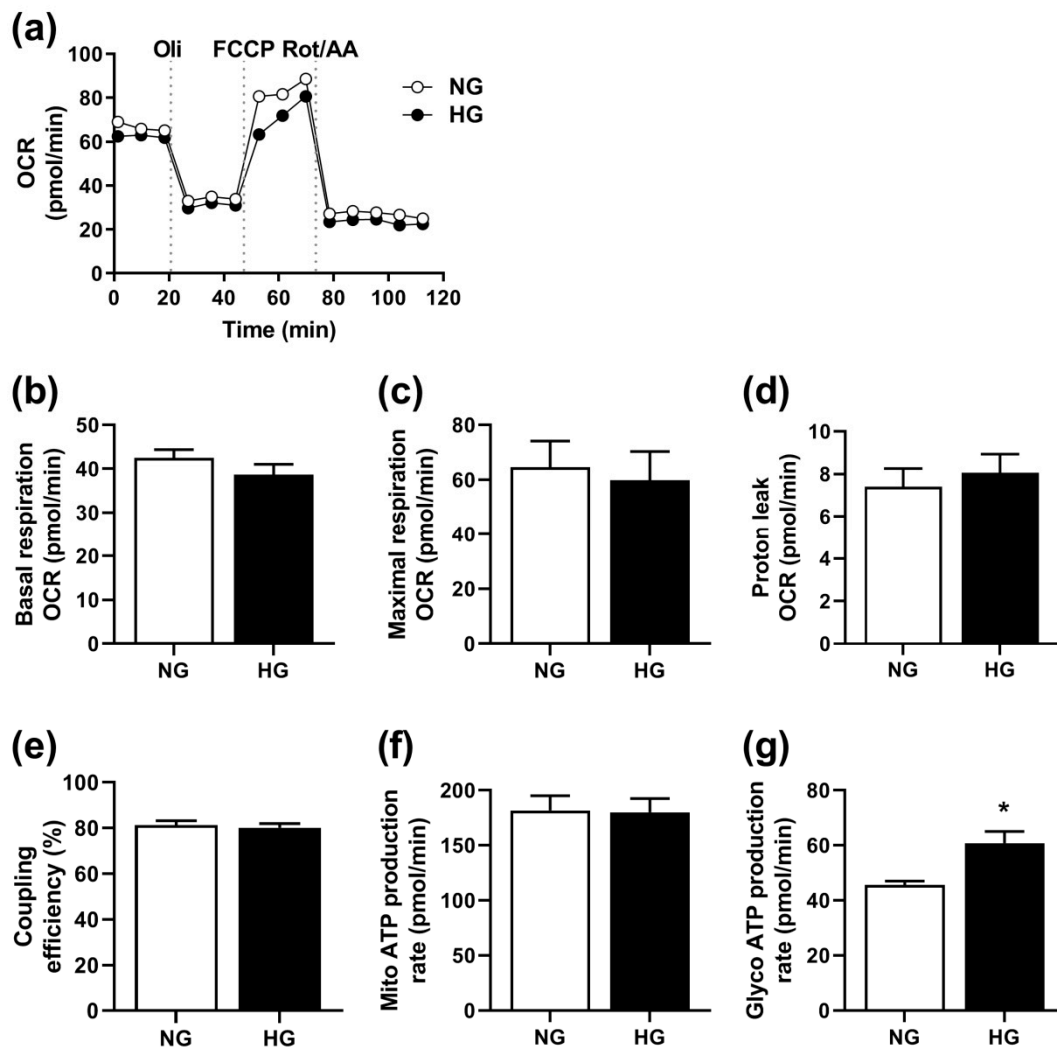 (a)
Oli FCCP Rot/AA
100
80
60
40
20
0
OCR
(pmol/min)
0 20 40 60 80 100 120
Time (min)
NG
HG
(b)
50
40
30
20
10
0
Basal respiration
OCR (pmol/min)
NG HG
(c)
80
60
40
20
0
Maximal respiration
OCR (pmol/min)
NG HG
(d)
10
8
6
4
2
0
Proton leak
OCR (pmol/min)
NG HG
(e)
100
80
60
40
20
0
Coupling
efficiency (%)
NG HG
(f)
200
150
100
50
0
Mito ATP production
rate (pmol/min)
NG HG
(g)
80
60
40
20
0
Glyco ATP production
rate (pmol/min)
*
NG HG